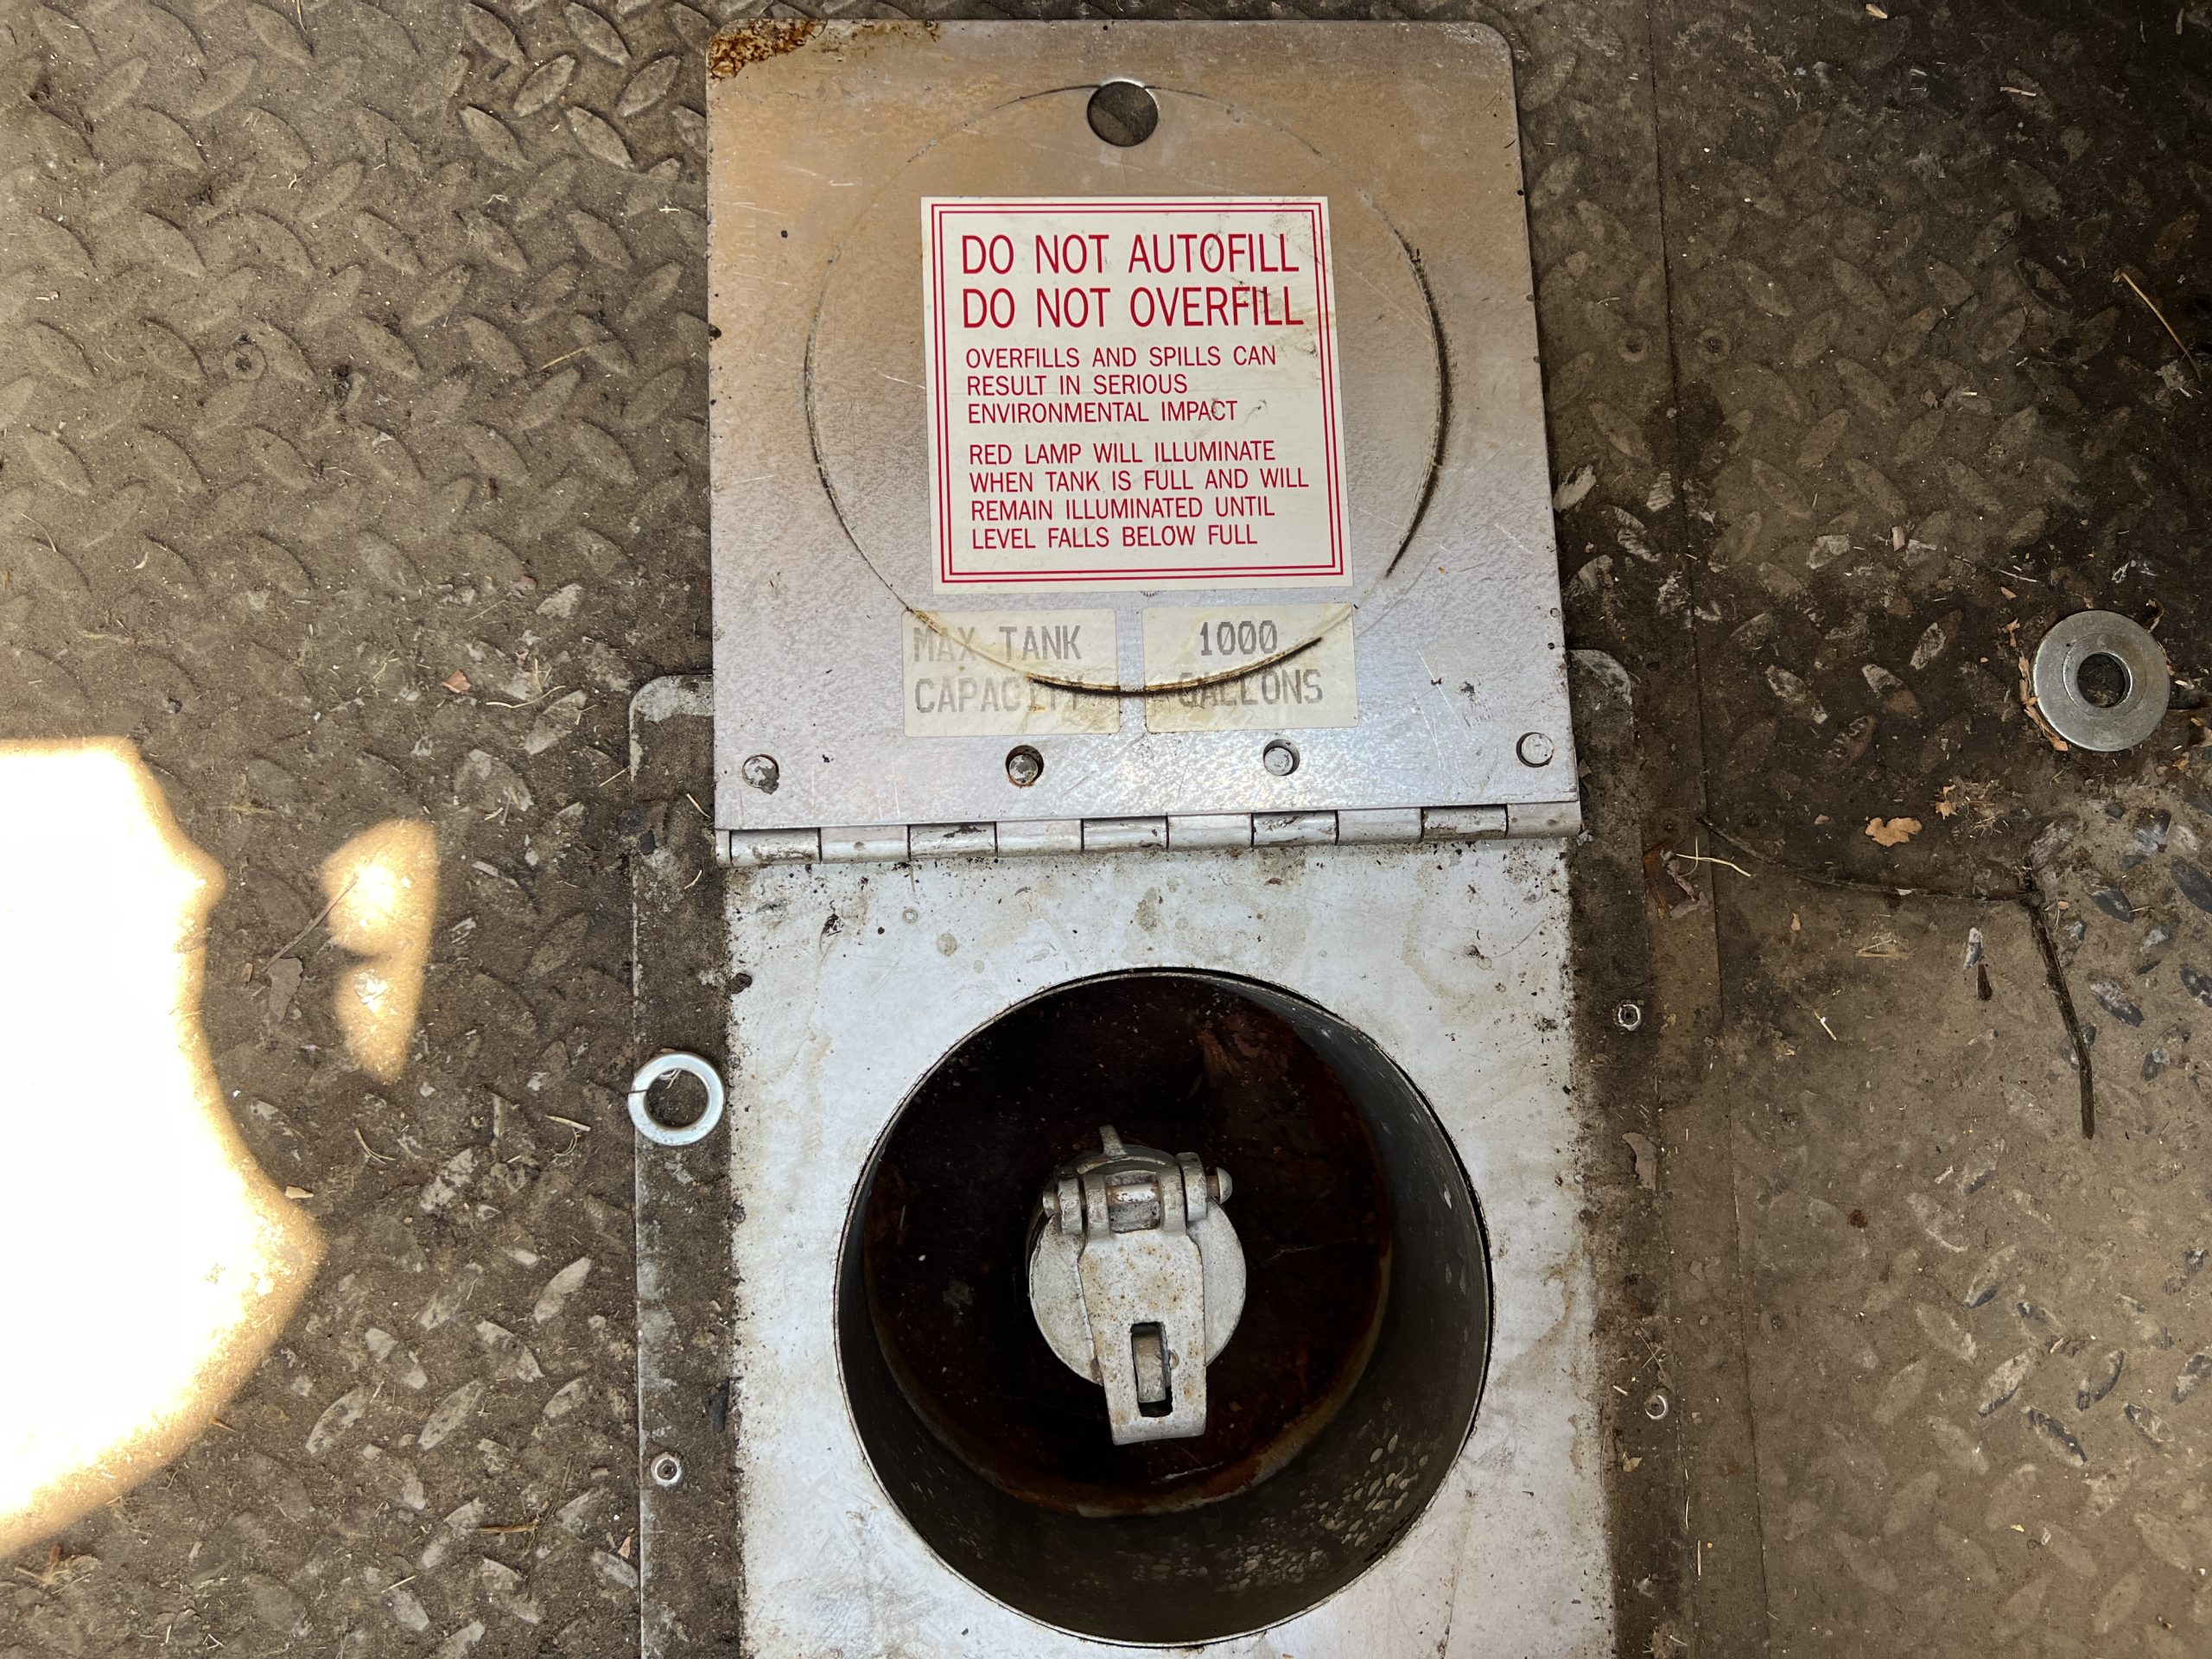 DO NOT AUTOFILL
DO NOT OVERFILL
OVERFILLS AND SPILLS CAN
RESULT IN SERIOUS
ENVIRONMENTAL IMPACT
RED LAMP WILL ILLUMINATE
WHEN TANK IS FULL AND WILL
REMAIN ILLUMINATED UNTIL
LEVEL FALLS BELOW FULL
MAX TANK
CAPACITY
1000
GALLONS